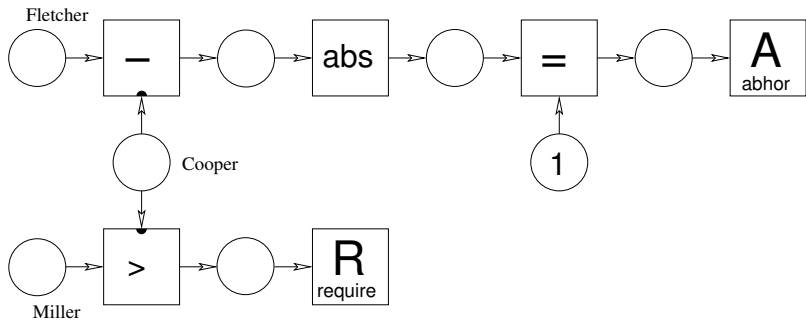 Fletcher
−
abs
=
A
abhor
Cooper
1
>
R
require
Miller